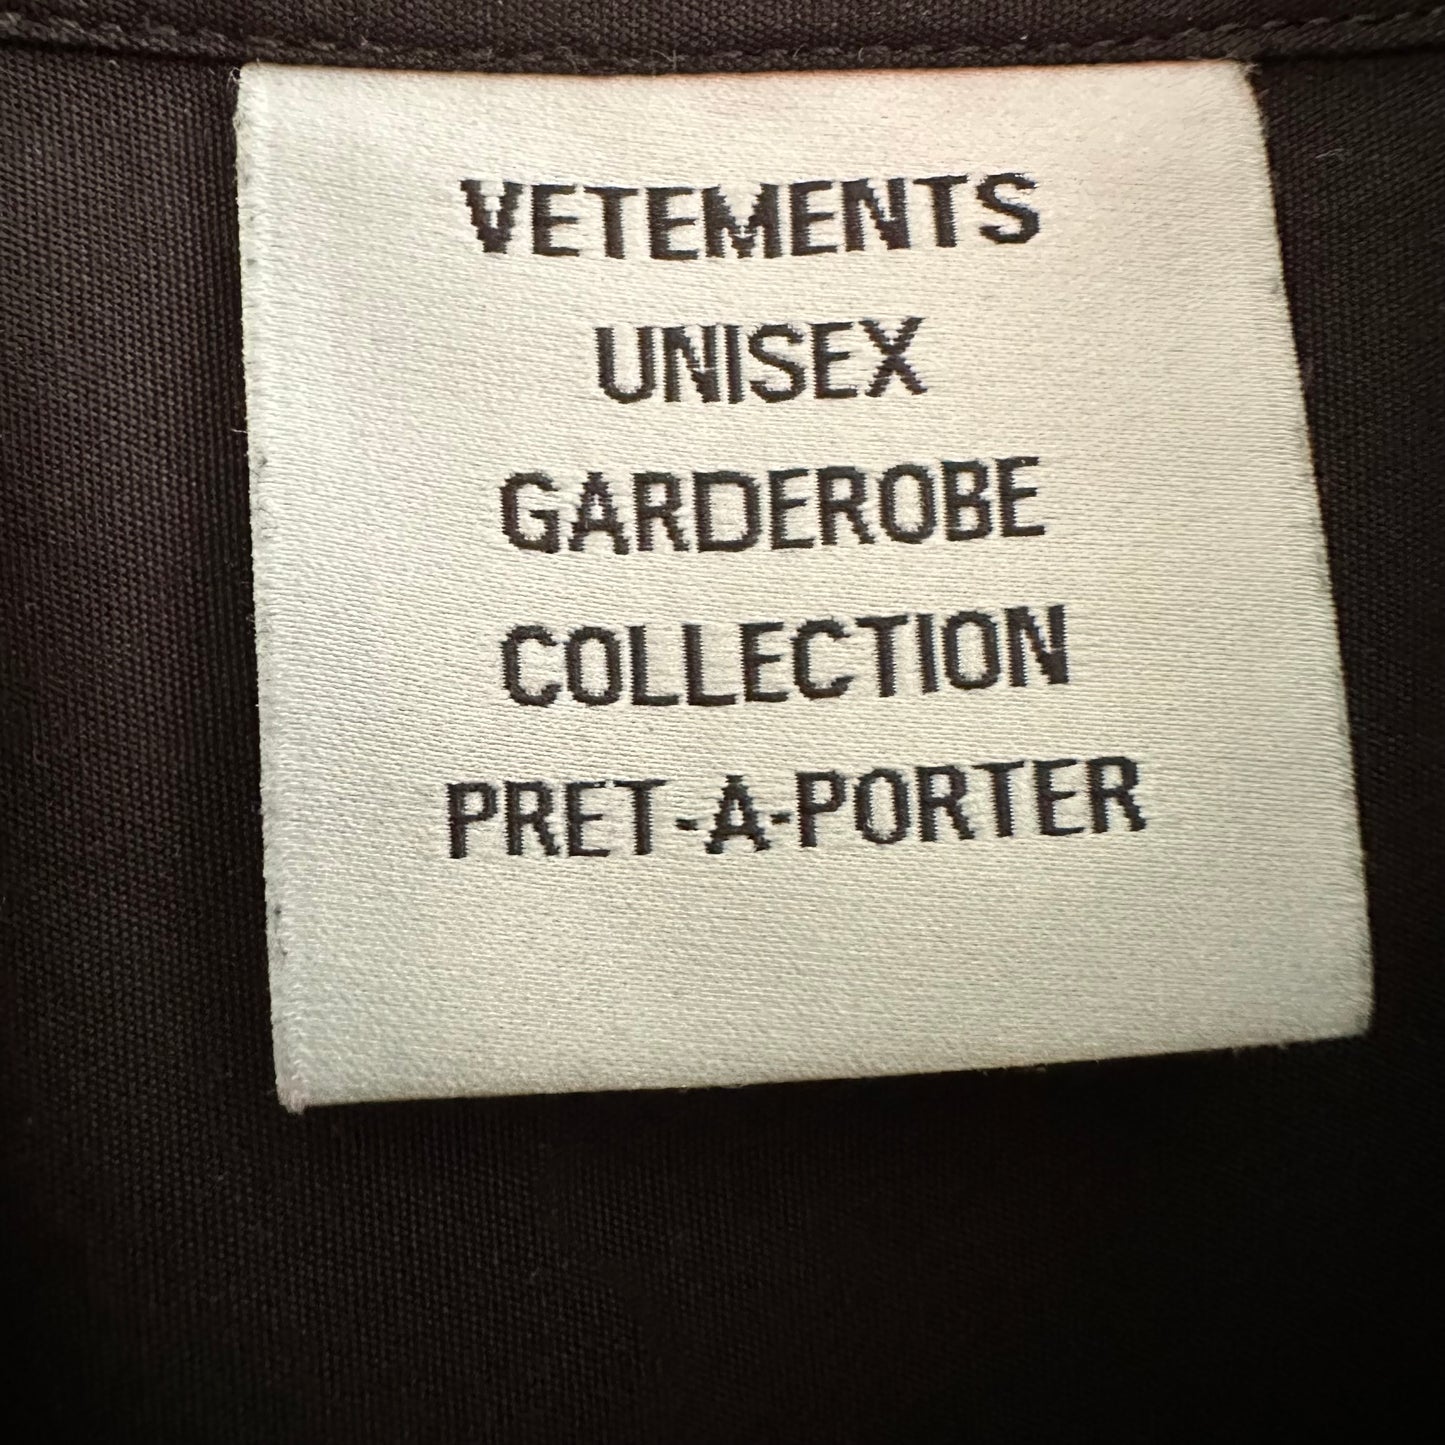 VETEMENTS
UNISEX
GARDEROBE
COLLECTION
PRET-A-PORTER